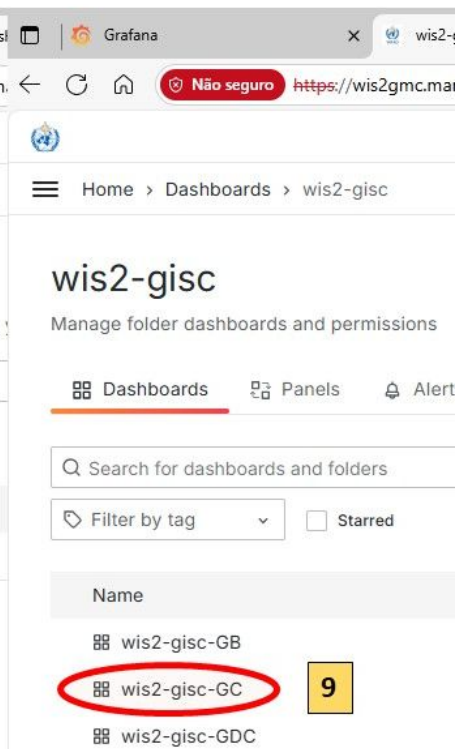 Grafana
wis2-g
Não seguro https://wis2gmc.mar
Home > Dashboards > wis2-gisc
wis2-gisc
Manage folder dashboards and permissions
Dashboards Panels Alert
Search for dashboards and folders
Filter by tag Starred
Name
wis2-gisc-GB
wis2-gisc-GC 9
wis2-gisc-GDC